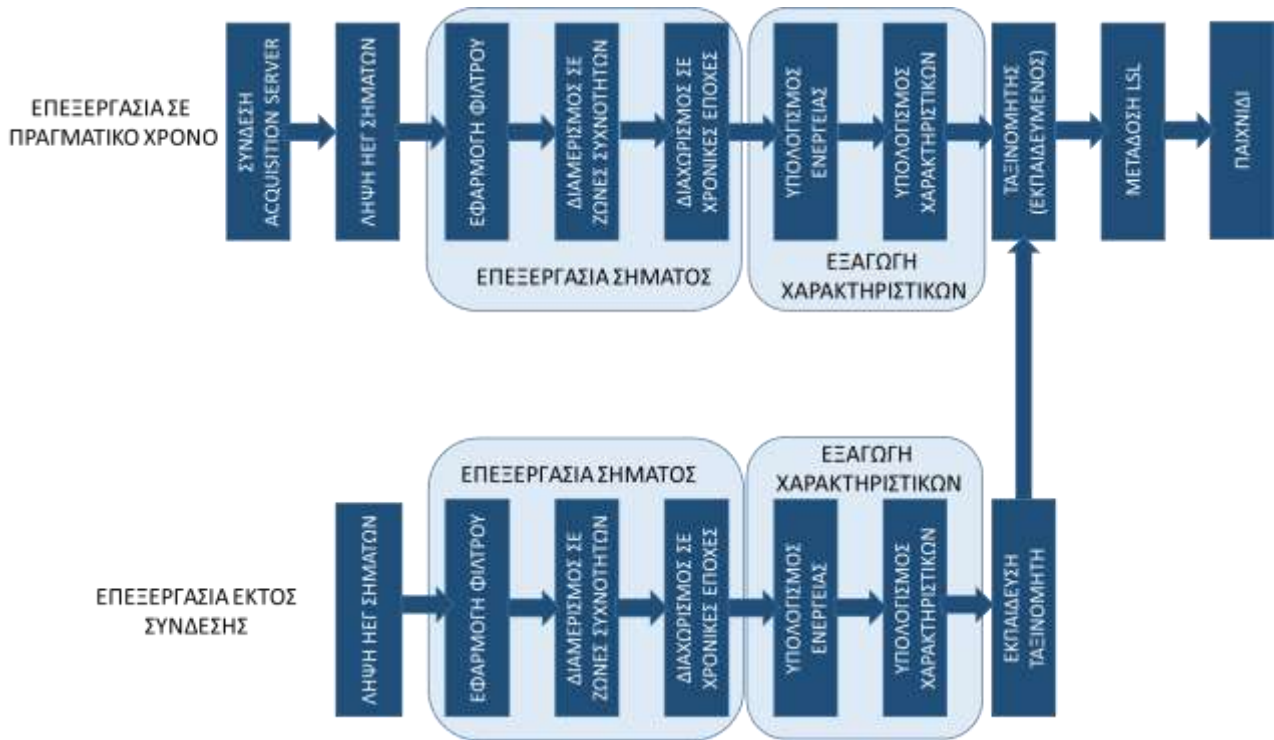 ΕΠΕΞΕΡΓΑΣΙΑ ΣΕ
ΠΡΑΓΜΑΤΙΚΟ ΧΡΟΝΟ
ΣΥΝΔΕΣΗ
ACQUISITION SERVER
ΛΗΨΗ ΗΕΓ ΣΗΜΑΤΩΝ
ΕΦΑΡΜΟΓΗ ΦΙΛΤΡΟΥ
ΔΙΑΜΕΡΙΣΜΟΣ ΣΕ
ΖΩΝΕΣ ΣΥΧΝΟΤΗΤΩΝ
ΔΙΑΧΩΡΙΣΜΟΣ ΣΕ
ΧΡΟΝΙΚΕΣ ΕΠΟΧΕΣ
ΕΠΕΞΕΡΓΑΣΙΑ ΣΗΜΑΤΟΣ
ΥΠΟΛΟΓΙΣΜΟΣ
ΕΝΕΡΓΕΙΑΣ
ΥΠΟΛΟΓΙΣΜΟΣ
ΧΑΡΑΚΤΗΡΙΣΤΙΚΩΝ
ΕΞΑΓΩΓΗ
ΧΑΡΑΚΤΗΡΙΣΤΙΚΩΝ
ΤΑΞΙΝΟΜΗΤΗΣ
(ΕΚΠΑΙΔΕΥΜΕΝΟΣ)
ΜΕΤΑΔΟΣΗ LSL
ΠΑΙΧΝΙΔΙ
ΕΠΕΞΕΡΓΑΣΙΑ ΕΚΤΟΣ
ΣΥΝΔΕΣΗΣ
ΛΗΨΗ ΗΕΓ ΣΗΜΑΤΩΝ
ΕΠΕΞΕΡΓΑΣΙΑ ΣΗΜΑΤΟΣ
ΕΦΑΡΜΟΓΗ ΦΙΛΤΡΟΥ
ΔΙΑΜΕΡΙΣΜΟΣ ΣΕ
ΖΩΝΕΣ ΣΥΧΝΟΤΗΤΩΝ
ΔΙΑΧΩΡΙΣΜΟΣ ΣΕ
ΧΡΟΝΙΚΕΣ ΕΠΟΧΕΣ
ΕΞΑΓΩΓΗ
ΧΑΡΑΚΤΗΡΙΣΤΙΚΩΝ
ΥΠΟΛΟΓΙΣΜΟΣ
ΕΝΕΡΓΕΙΑΣ
ΥΠΟΛΟΓΙΣΜΟΣ
ΧΑΡΑΚΤΗΡΙΣΤΙΚΩΝ
ΕΚΠΑΙΔΕΥΣΗ
ΤΑΞΙΝΟΜΗΤΗ